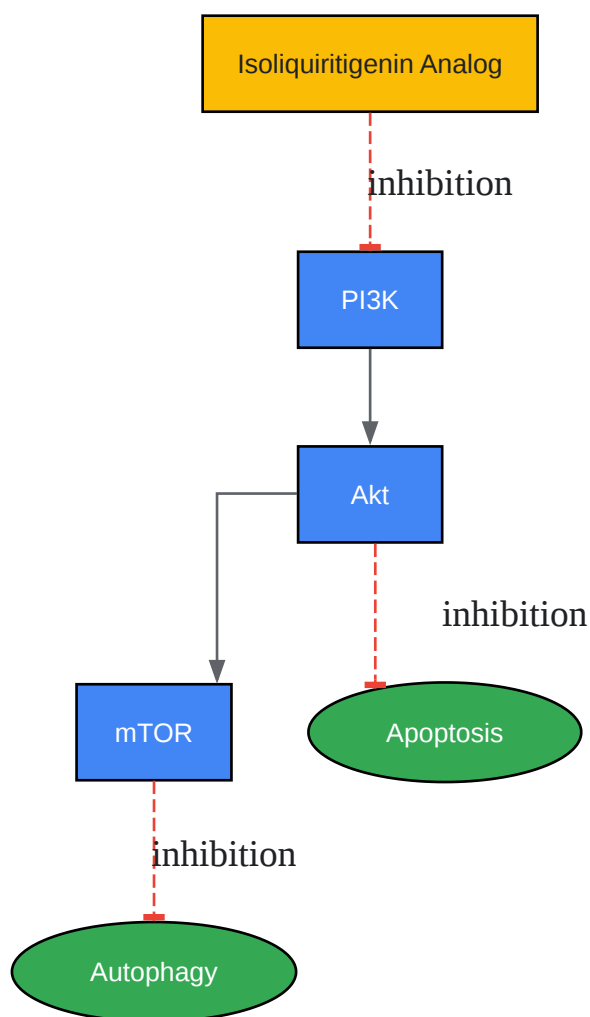 Isoliquiritigenin Analog
inhibition
PI3K
Akt
inhibition
mTOR
Apoptosis
inhibition
Autophagy